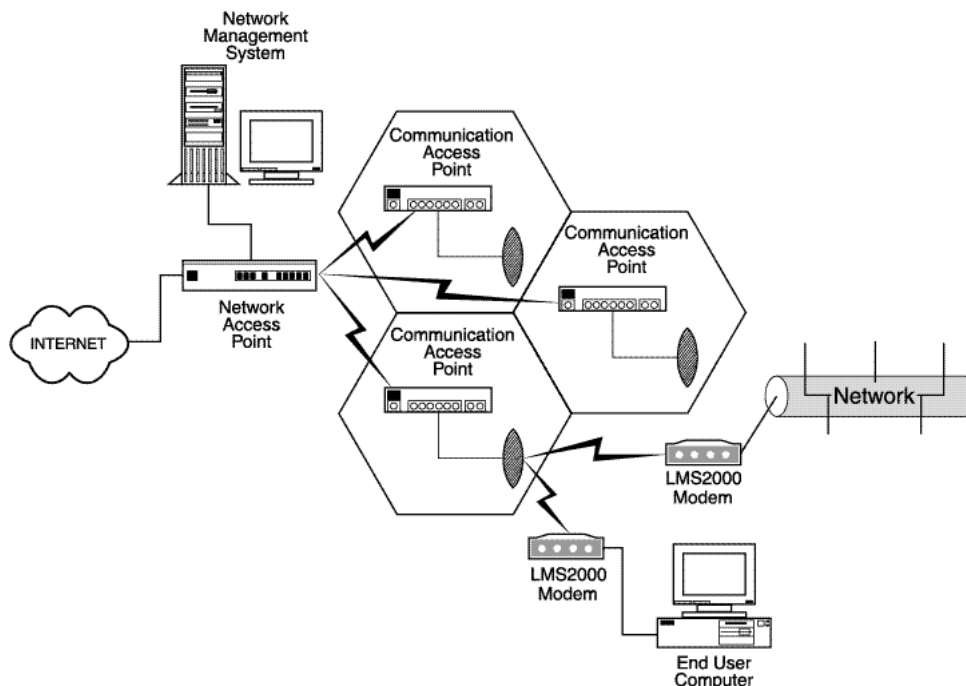 Network
Management
System
Communication
Access
Point
Communication
Access
Point
Network
Access
Point
INTERNET
Communication
Access
Point
Network
LMS2000
Modem
LMS2000
Modem
End User
Computer